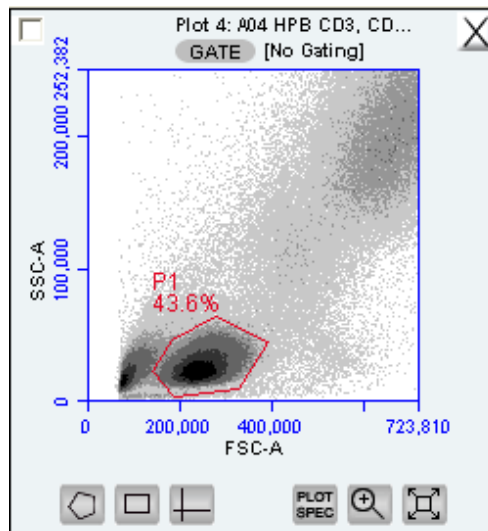 Plot 4: A04 HPB CD3, CD...
GATE [No Gating]
SSC-A
252,382
200,000
100,000
0
P1
43.6%
0 200,000 400,000 723,810
FSC-A
PLOT
SPEC